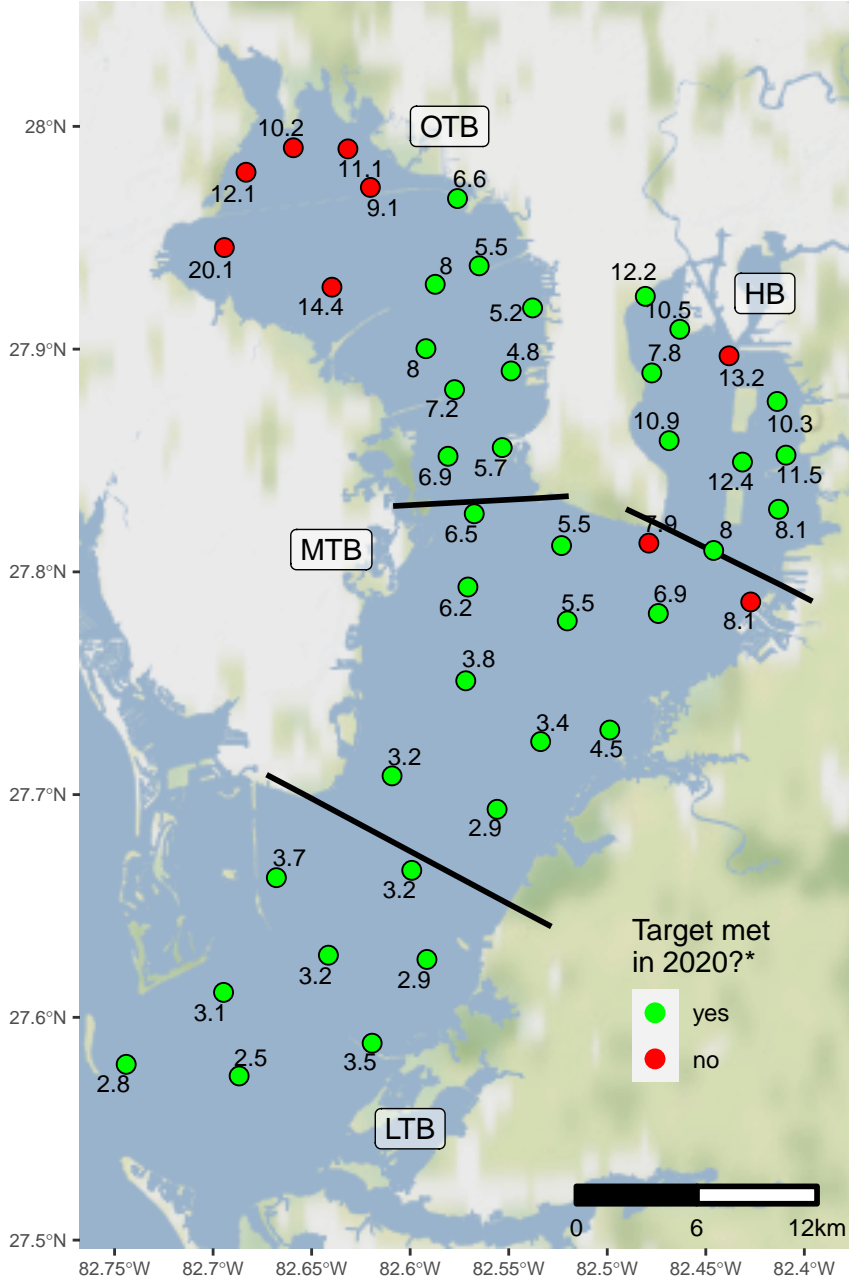 28°N
27.9°N
27.8°N
27.7°N
27.6°N
27.5°N
82.75°W
82.7°W
82.65°W
82.6°W
82.55°W
82.5°W
82.45°W
82.4°W
OTB
10.2
11.1
12.1
9.1
6.6
20.1
14.4
8
5.5
5.2
8
4.8
7.2
6.9
5.7
HB
12.2
10.5
7.8
13.2
10.3
10.9
12.4
11.5
8.1
8
MTB
6.5
5.5
7.9
6.2
5.5
6.9
8.1
3.8
3.4
4.5
3.2
2.9
3.7
3.2
3.2
2.9
3.1
3.5
2.8
2.5
LTB
Target met
in 2020?*
yes
no
0 6 12km